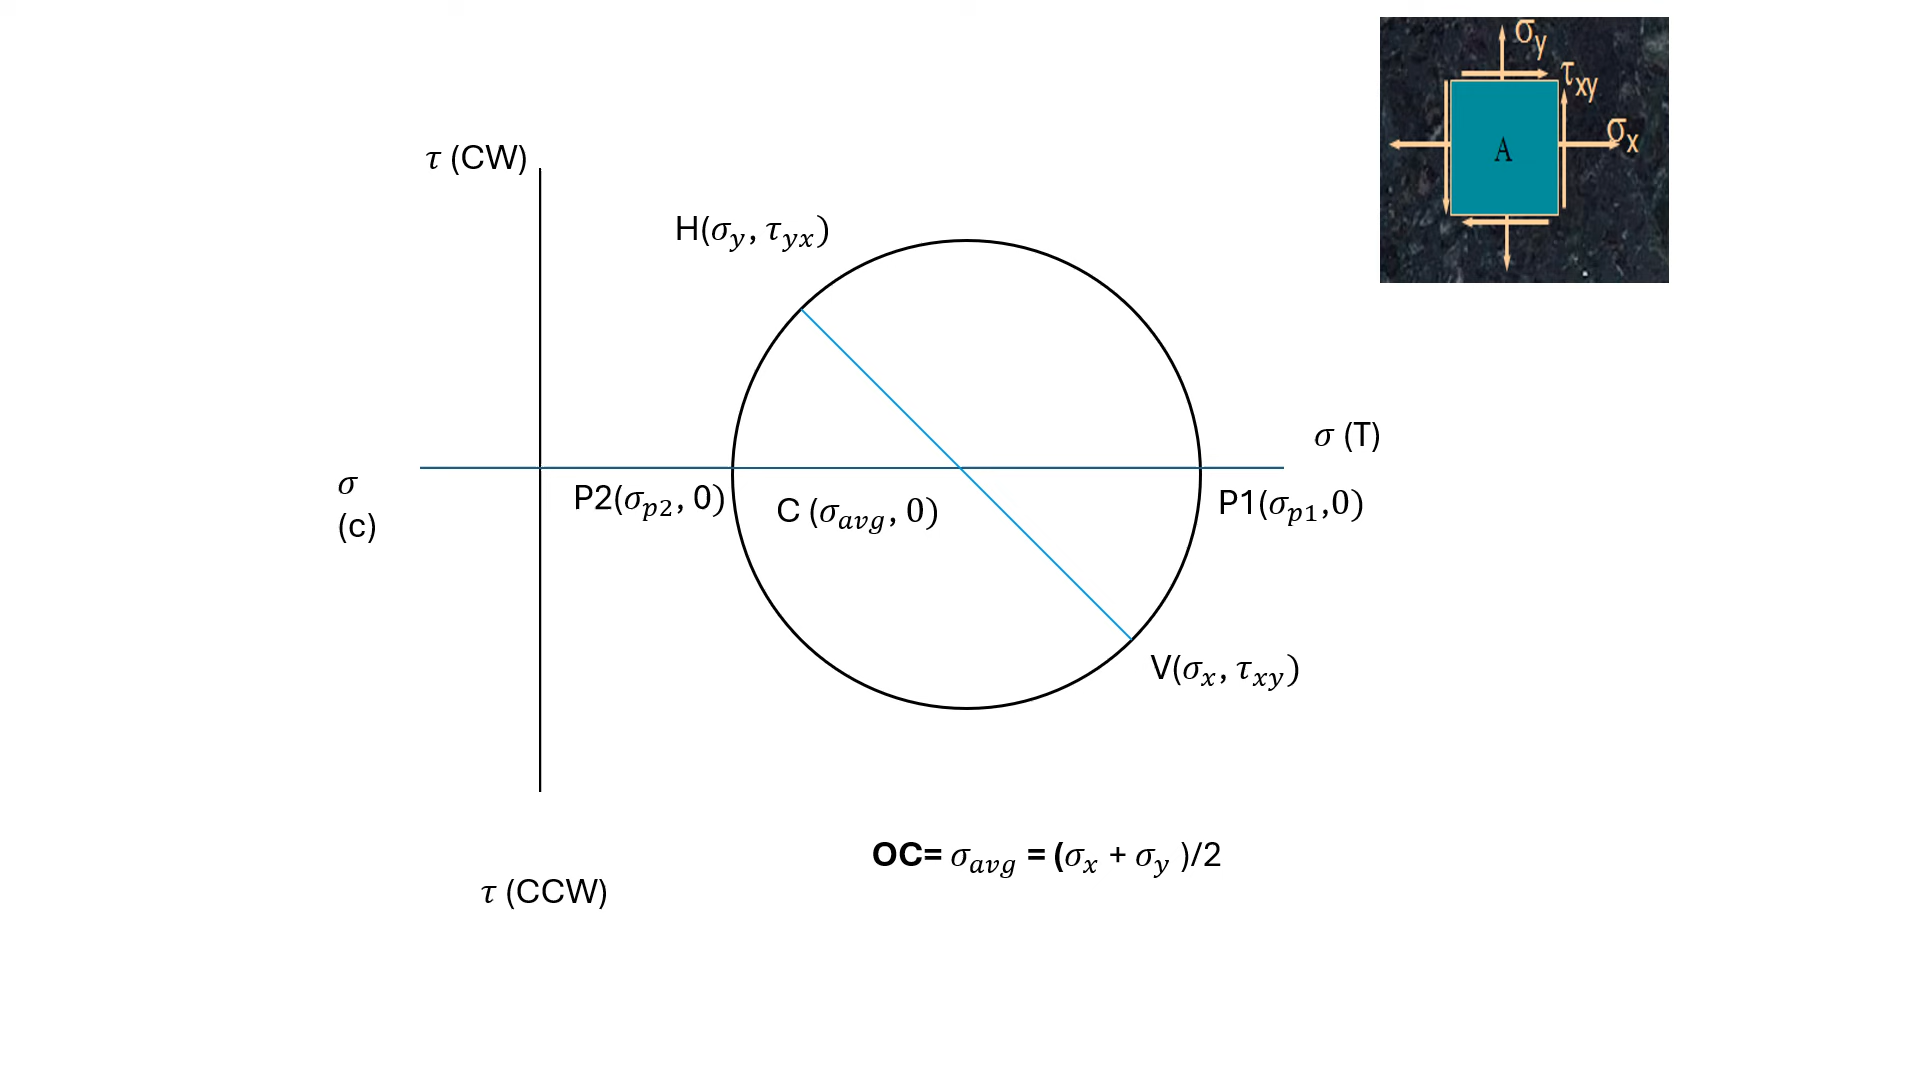 σy
τxy
σx
A
τ (CW)
H(σy, τyx)
σ (T)
σ
(c)
P2(σp2, 0)
C (σavg, 0)
P1(σp1,0)
V(σx, τxy)
OC= σavg = (σx + σy )/2
τ (CCW)